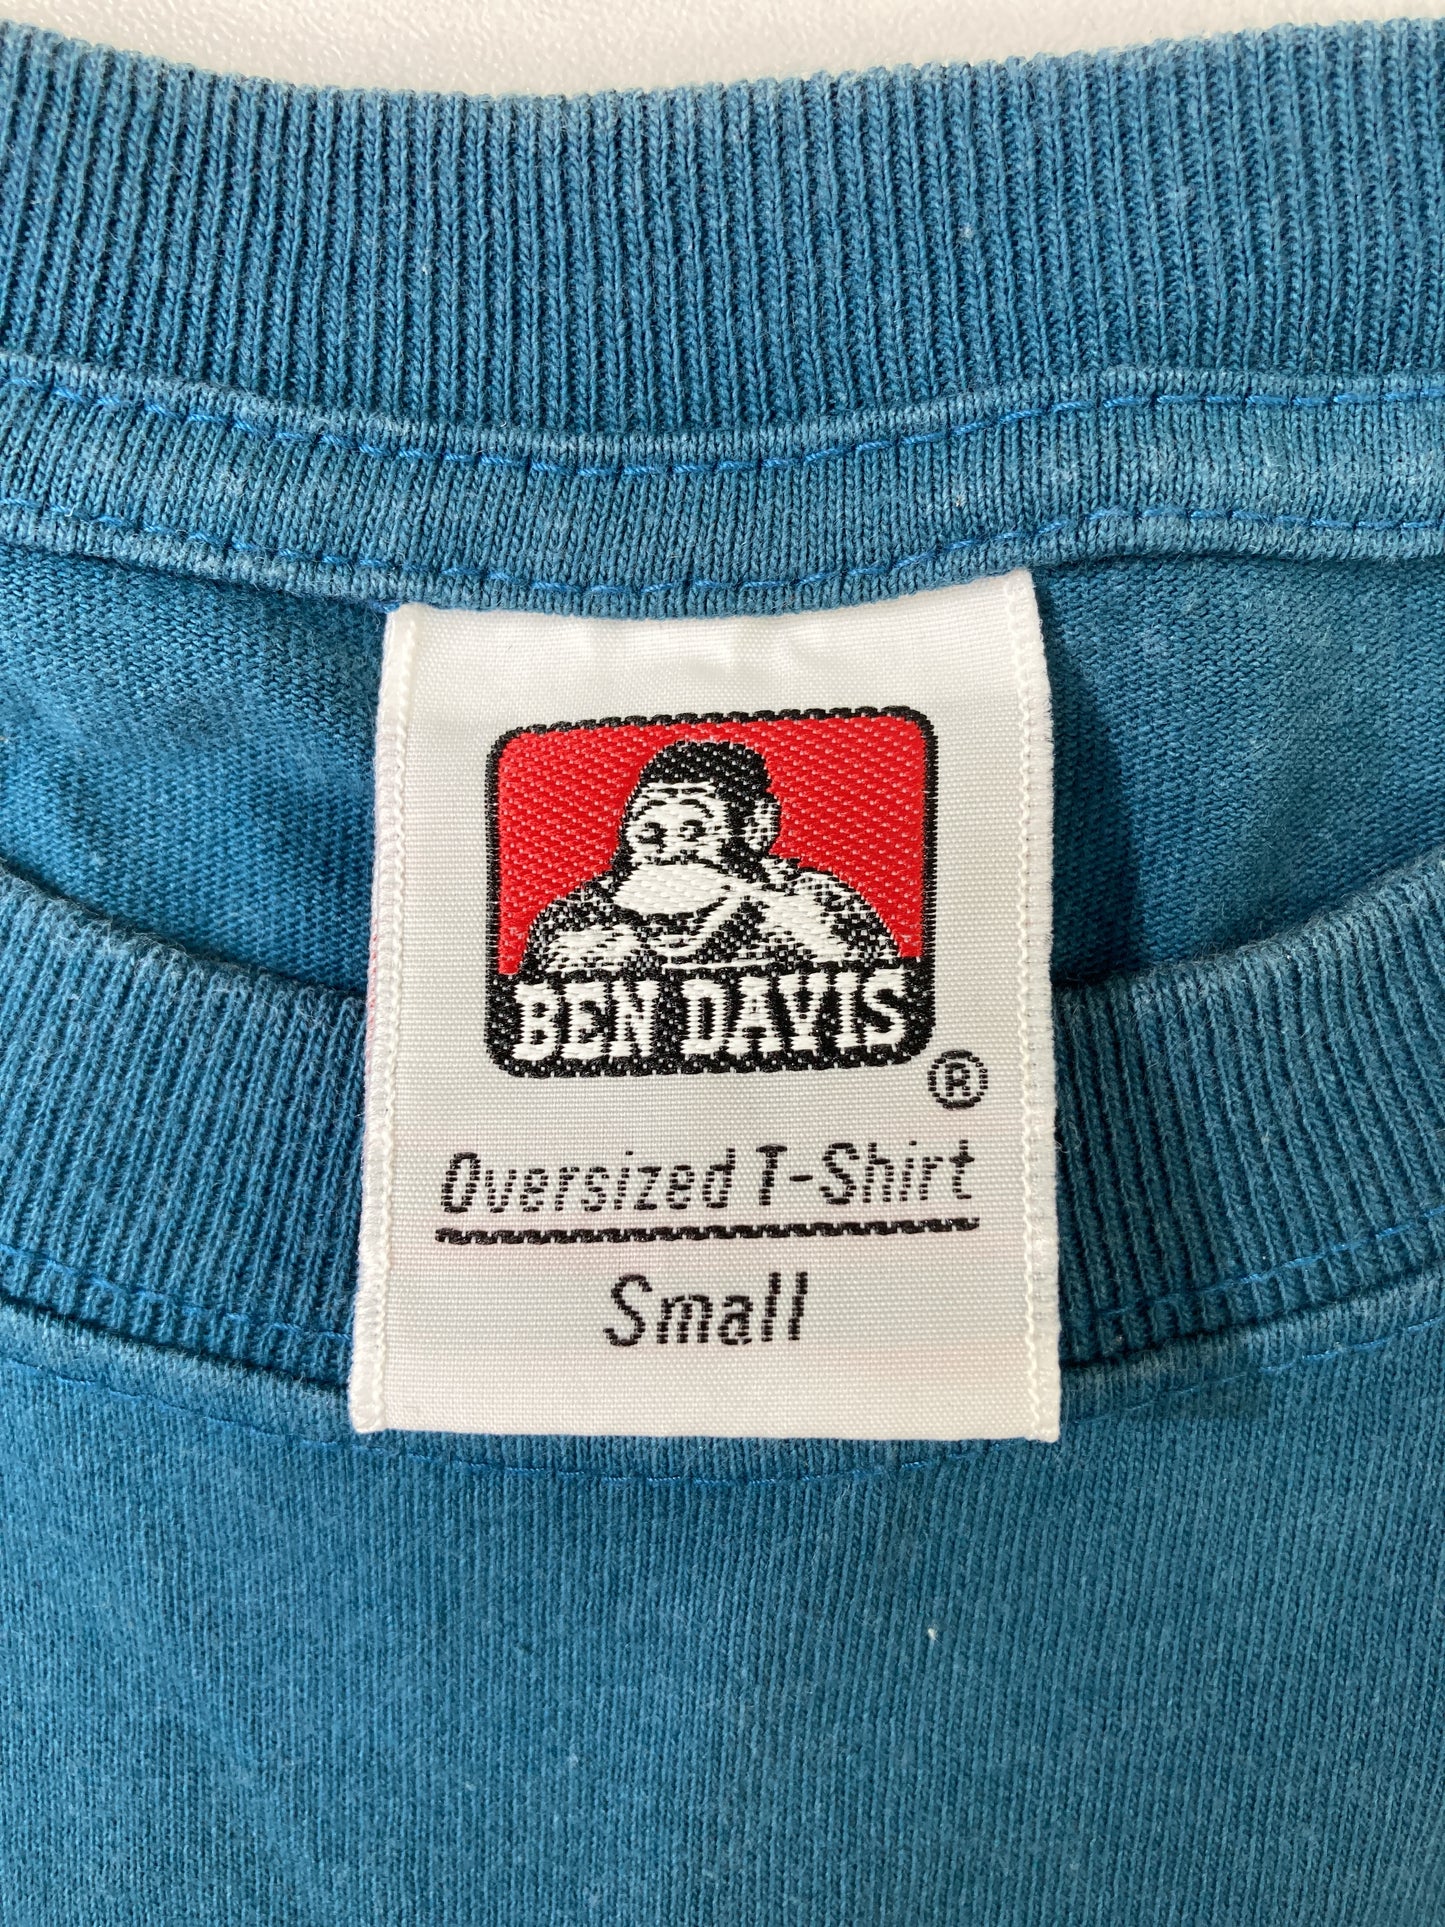 BEN DAVIS
®
Oversized T-Shirt
Small